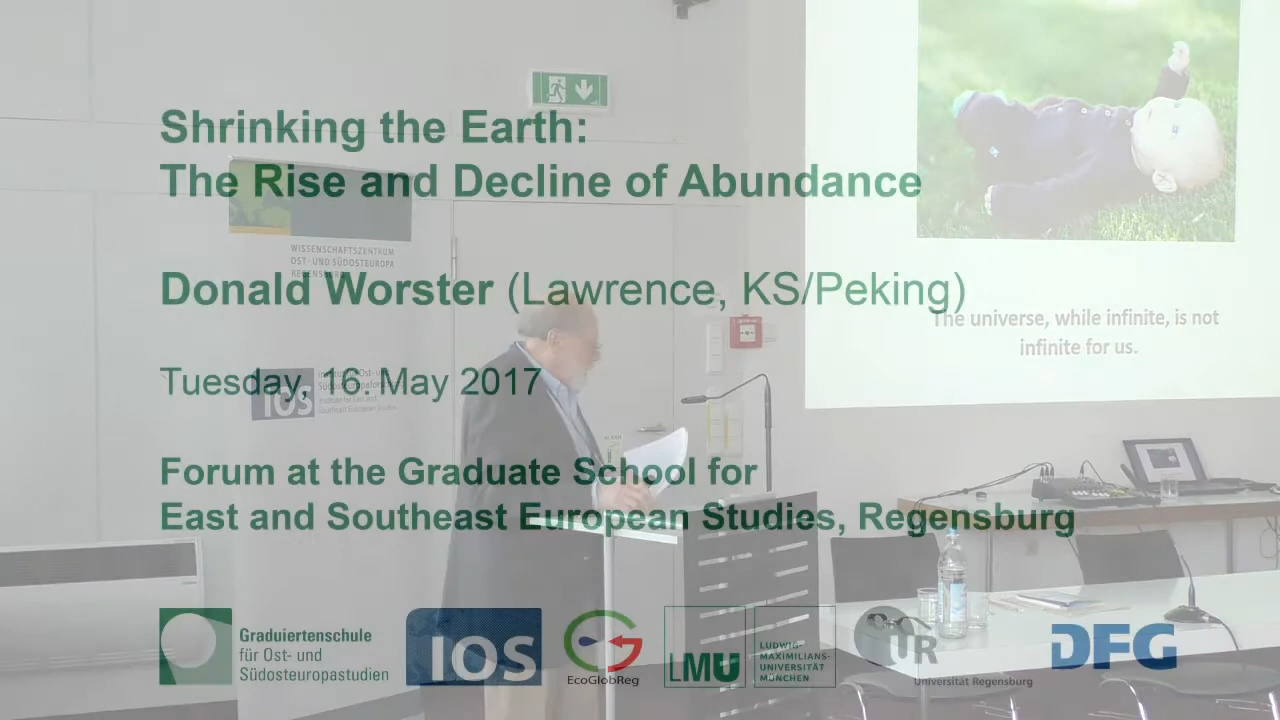 Shrinking the Earth:
The Rise and Decline of Abundance
WISSENSCHAFTSZENTRUM
OST- UND SÜDOSTEUROPA
REGENSBURG
Donald Worster (Lawrence, KS/Peking)
The universe, while infinite, is not
infinite for us.
Tuesday, 16. May 2017
IOS
Forum at the Graduate School for
East and Southeast European Studies, Regensburg
Graduiertenschule
für Ost- und
Südosteuropastudien
IOS
EcoGlobReg
LMU
LUDWIG-
MAXIMILIANS-
UNIVERSITÄT
MÜNCHEN
UR
Universität Regensburg
DFG